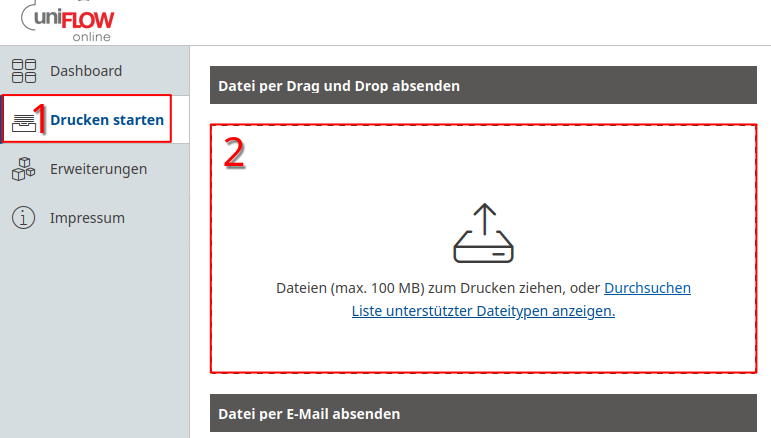 uniFLOW
online
Dashboard
1 Drucken starten
Erweiterungen
Impressum
Datei per Drag und Drop absenden
2
Dateien (max. 100 MB) zum Drucken ziehen, oder Durchsuchen
Liste unterstützter Dateitypen anzeigen.
Datei per E-Mail absenden